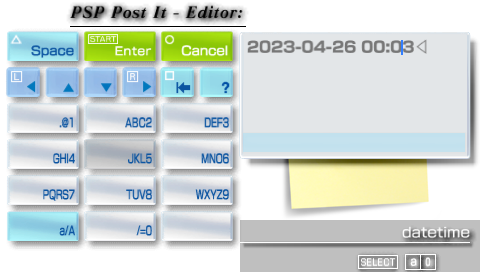 PSP Post It - Editor:
Space START Enter Cancel
L R ?
.@1 ABC2 DEF3
GHI4 JKL5 MNO6
PQRS7 TUV8 WXYZ9
a/A /=0
2023-04-26 00:03
datetime
SELECT a 0